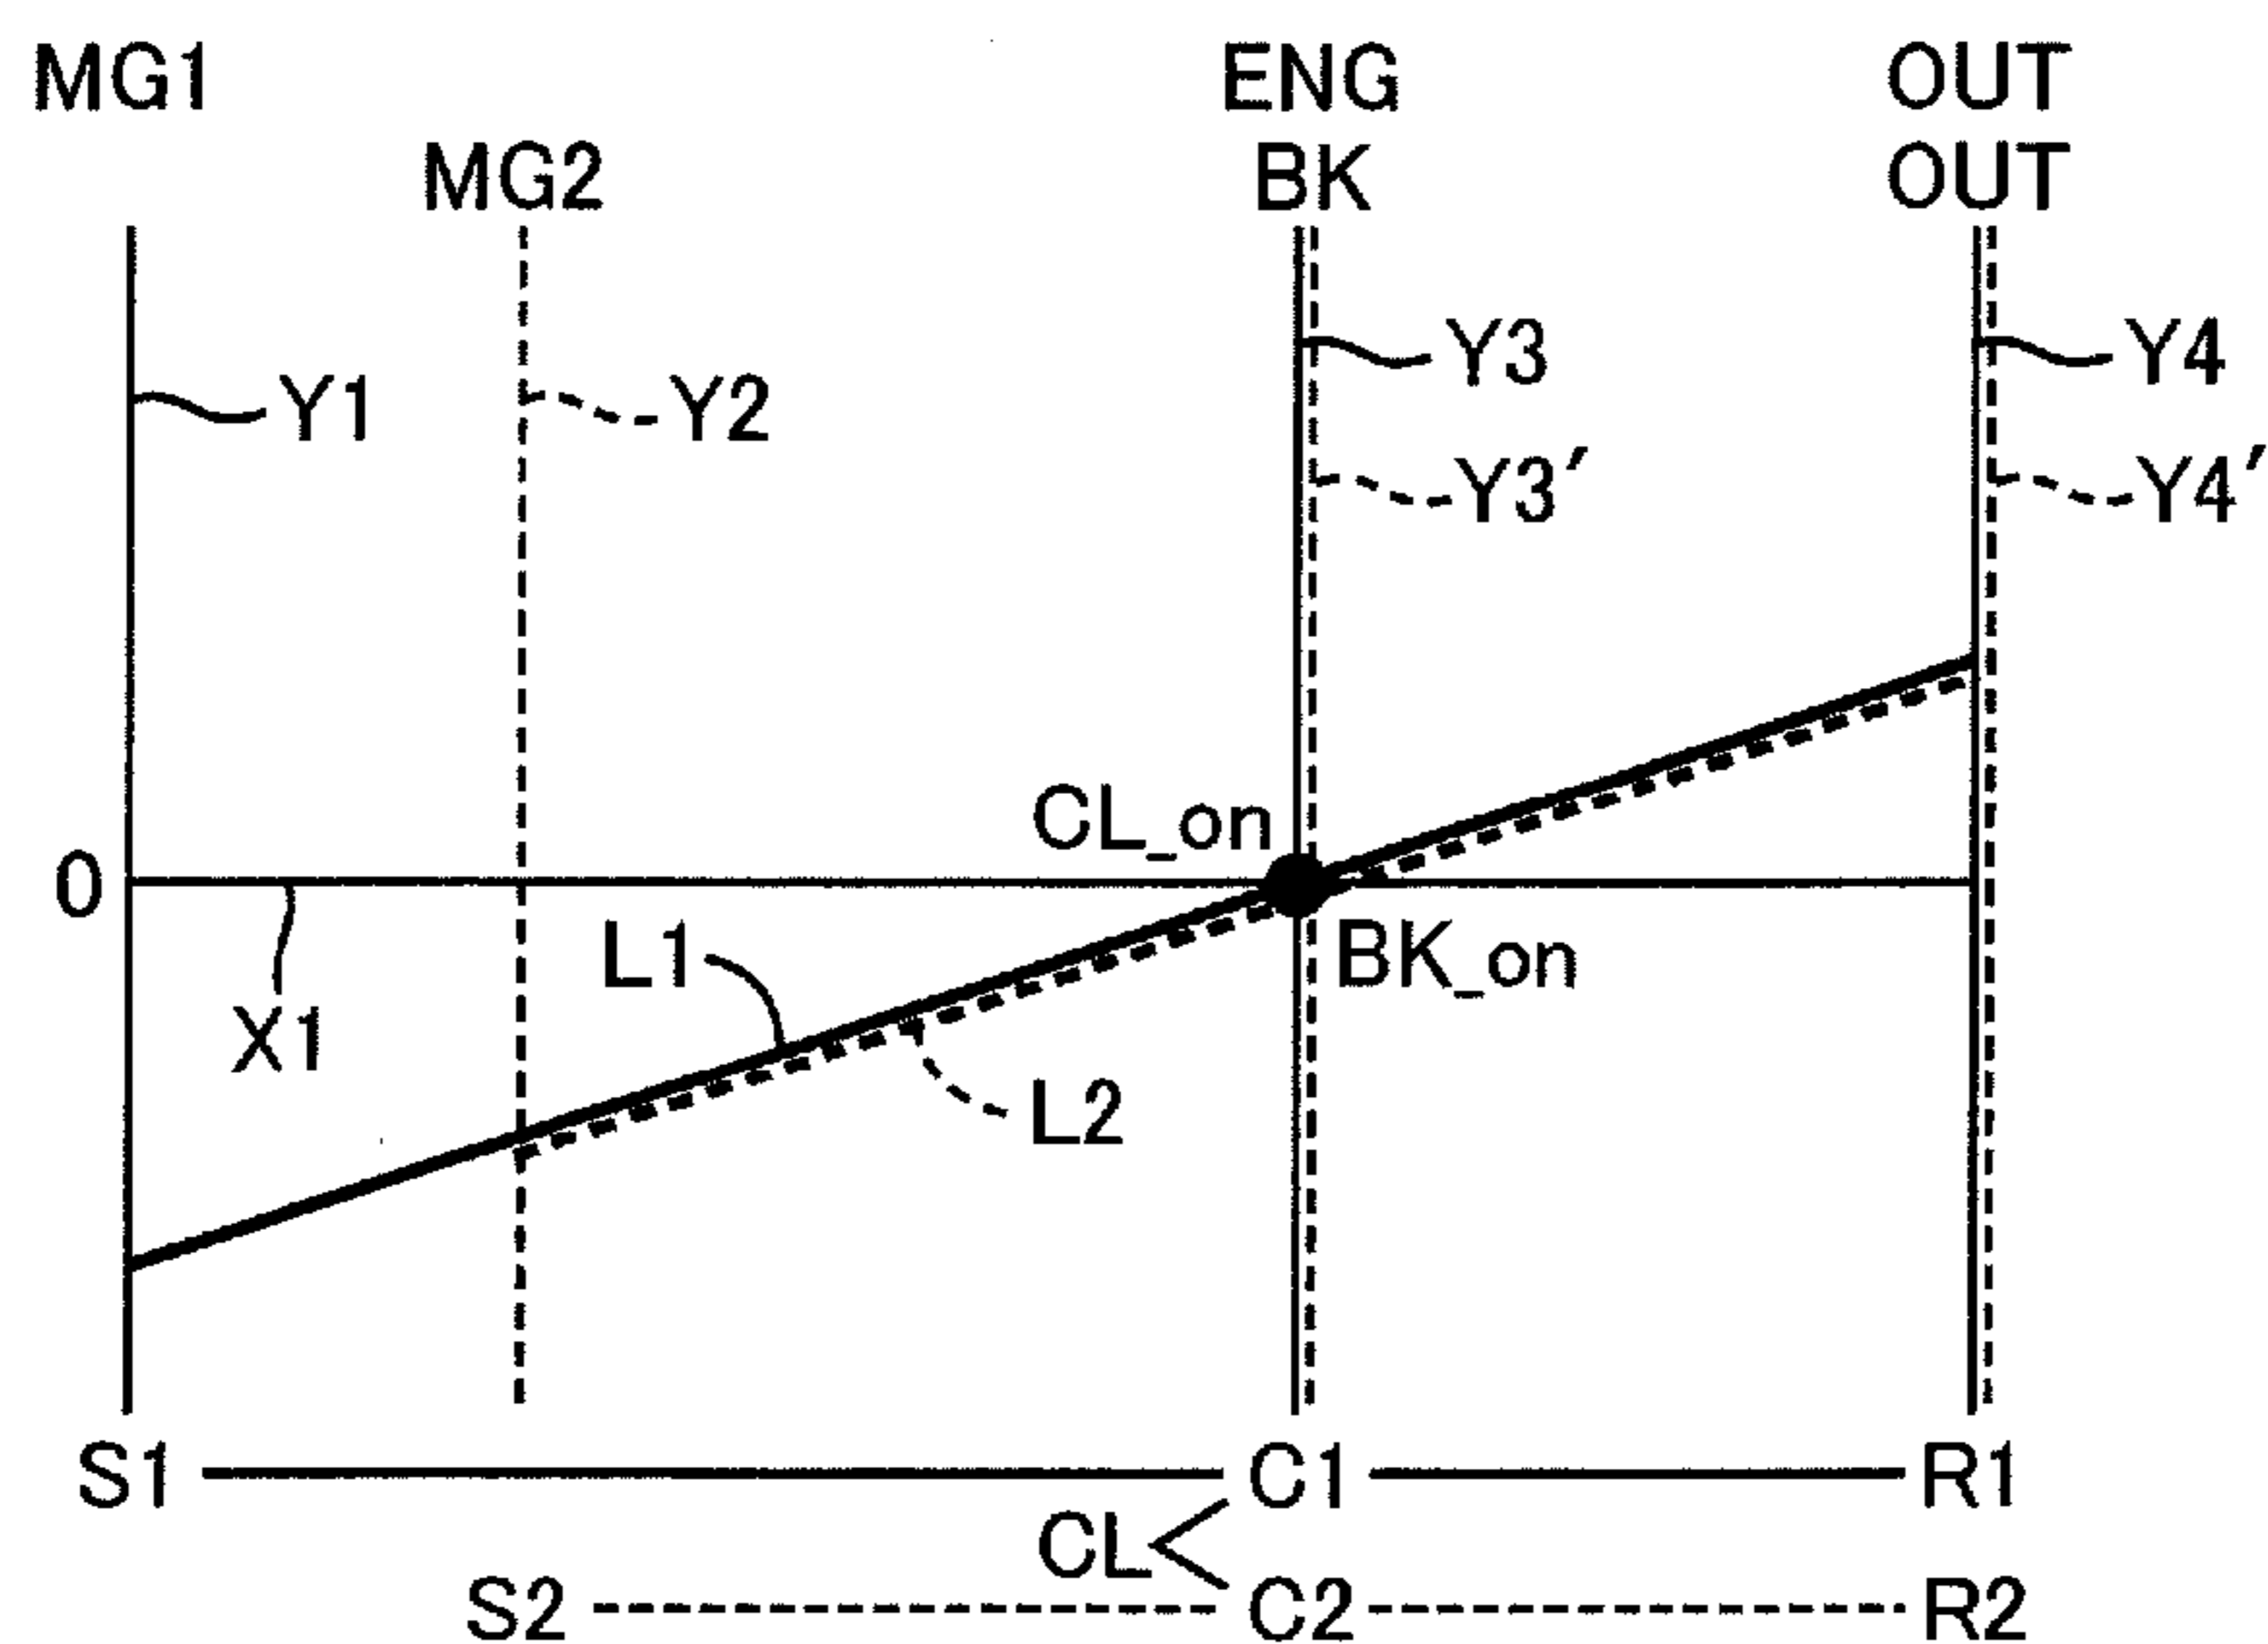 MG1 ENG OUT
MG2 BK OUT
Y3 Y4
Y1 Y2
Y3′ Y4′
CL_on
0
L1 BK_on
X1
L2
S1 C1 R1
CL
S2 C2 R2